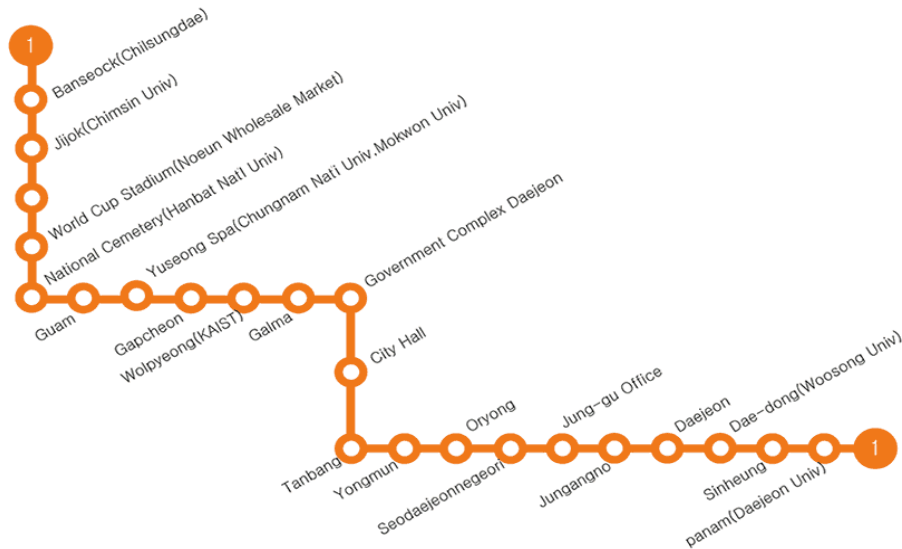 1
Banseock(Chilsungdae)
Jijok(Chimsin Univ)
World Cup Stadium(Noeun Wholesale Market)
National Cemetery(Hanbat Nat'l Univ)
Yuseong Spa(Chungnam Nat'l Univ.Mokwon Univ)
Government Complex Daejeon
Guam
Gapcheon
Wolpyeong(KAIST)
Galma
City Hall
Tanbang
Yongmun
Oryong
Seodaejeonnegeori
Jung-gu Office
Jungangno
Daejeon
Dae-dong(Woosong Univ)
Sinheung
panam(Daejeon Univ)
1